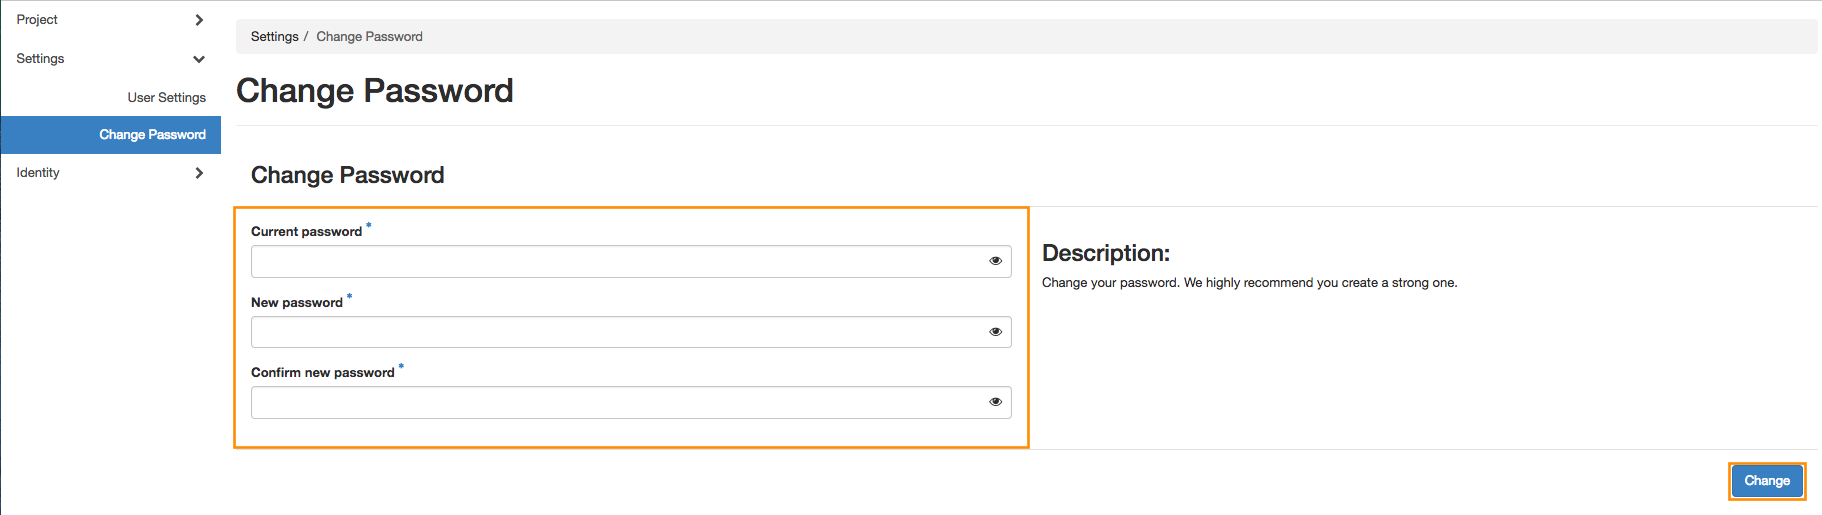 Project
Settings
User Settings
Change Password
Identity
Settings / Change Password
Change Password
Change Password
Current password *
New password *
Confirm new password *
Description:
Change your password. We highly recommend you create a strong one.
Change